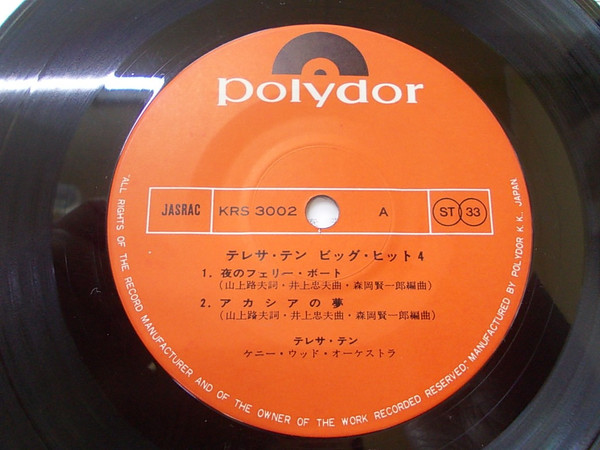 polydor
JASRAC KRS 3002 A ST 33
テレサ・テン ビッグ・ヒット4
1. 夜のフェリー・ボート
(山上路夫詞・井上忠夫曲・森岡賢一郎編曲)
2. アカシアの夢
(山上路夫詞・井上忠夫曲・森岡賢一郎編曲)
テレサ・テン
ケニー・ウッド・オーケストラ
"ALL RIGHTS OF THE RECORD MANUFACTURER AND OF THE OWNER OF THE WORK RECORDED RESERVED," MANUFACTURED BY POLYDOR K. K., JAPAN.